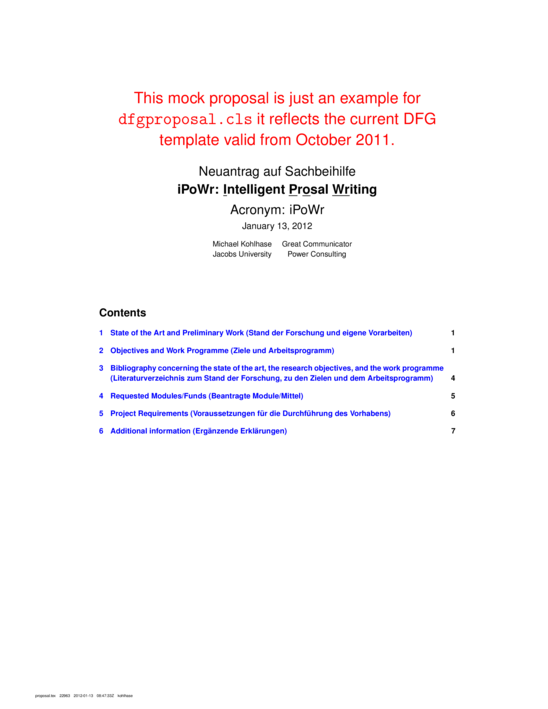 This mock proposal is just an example for
dfgproposal.cls it reflects the current DFG
template valid from October 2011.
Neuantrag auf Sachbeihilfe
iPoWr: Intelligent Prosal Writing
Acronym: iPoWr
January 13, 2012
Michael Kohlhase Great Communicator
Jacobs University Power Consulting
Contents
1 State of the Art and Preliminary Work (Stand der Forschung und eigene Vorarbeiten) 1
2 Objectives and Work Programme (Ziele und Arbeitsprogramm) 1
3 Bibliography concerning the state of the art, the research objectives, and the work programme
(Literaturverzeichnis zum Stand der Forschung, zu den Zielen und dem Arbeitsprogramm) 4
4 Requested Modules/Funds (Beantragte Module/Mittel) 5
5 Project Requirements (Voraussetzungen für die Durchführung des Vorhabens) 6
6 Additional information (Ergänzende Erklärungen) 7
proposal.tex 22863 2012-01-13 06:47:33Z kohlhase